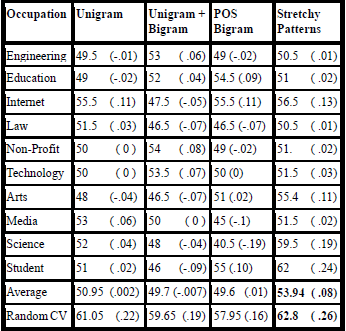 Occupation Unigram Unigram + Bigram POS Bigram Stretchy Patterns
Engineering 49.5 (-.01) 53 (.06) 49 (-.02) 50.5 (.01)
Education 49 (-.02) 52 (.04) 54.5 (.09) 51 (.02)
Internet 55.5 (.11) 47.5 (-.05) 55.5 (.11) 56.5 (.13)
Law 51.5 (.03) 46.5 (-.07) 46.5 (-.07) 50.5 (.01)
Non-Profit 50 ( 0 ) 54 (.08) 49 (-.02) 51. (.02)
Technology 50 ( 0 ) 53.5 (.07) 50 (0) 51.5 (.03)
Arts 48 (-.04) 46.5 (-.07) 51 (.02) 55.4 (.11)
Media 53 (.06) 50 ( 0 ) 45 (-.1) 51.5 (.02)
Science 52 (.04) 48 (-.04) 40.5 (-.19) 59.5 (.19)
Student 51 (.02) 46 (-.09) 55 (.10) 62 (.24)
Average 50.95 (.002) 49.7 (-.007) 49.6 (.01) 53.94 (.08)
Random CV 61.05 (.22) 59.65 (.19) 57.95 (.16) 62.8 (.26)